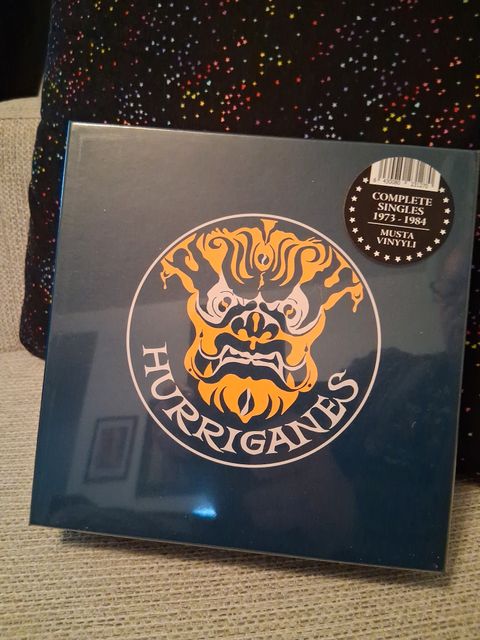 COMPLETE
SINGLES
1973 - 1984
MUSTA
VINYYLI
HURRIGANES